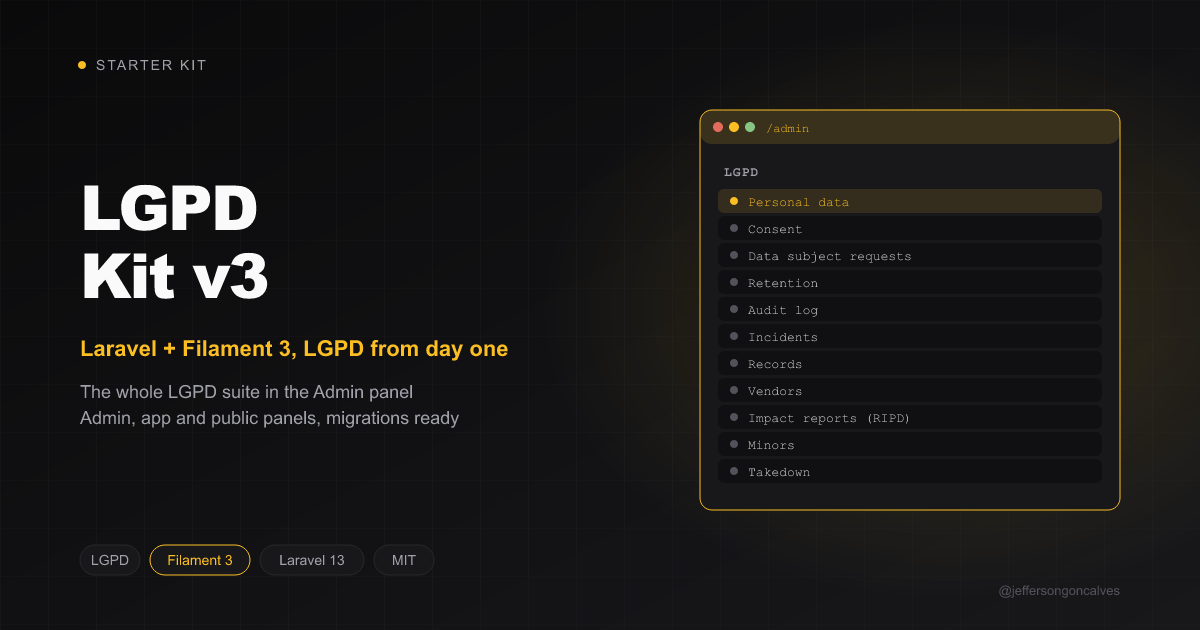 STARTER KIT
LGPD
Kit v3
Laravel + Filament 3, LGPD from day one
The whole LGPD suite in the Admin panel
Admin, app and public panels, migrations ready
LGPD
Filament 3
Laravel 13
MIT
/admin
LGPD
Personal data
Consent
Data subject requests
Retention
Audit log
Incidents
Records
Vendors
Impact reports (RIPD)
Minors
Takedown
@jeffersongoncalves